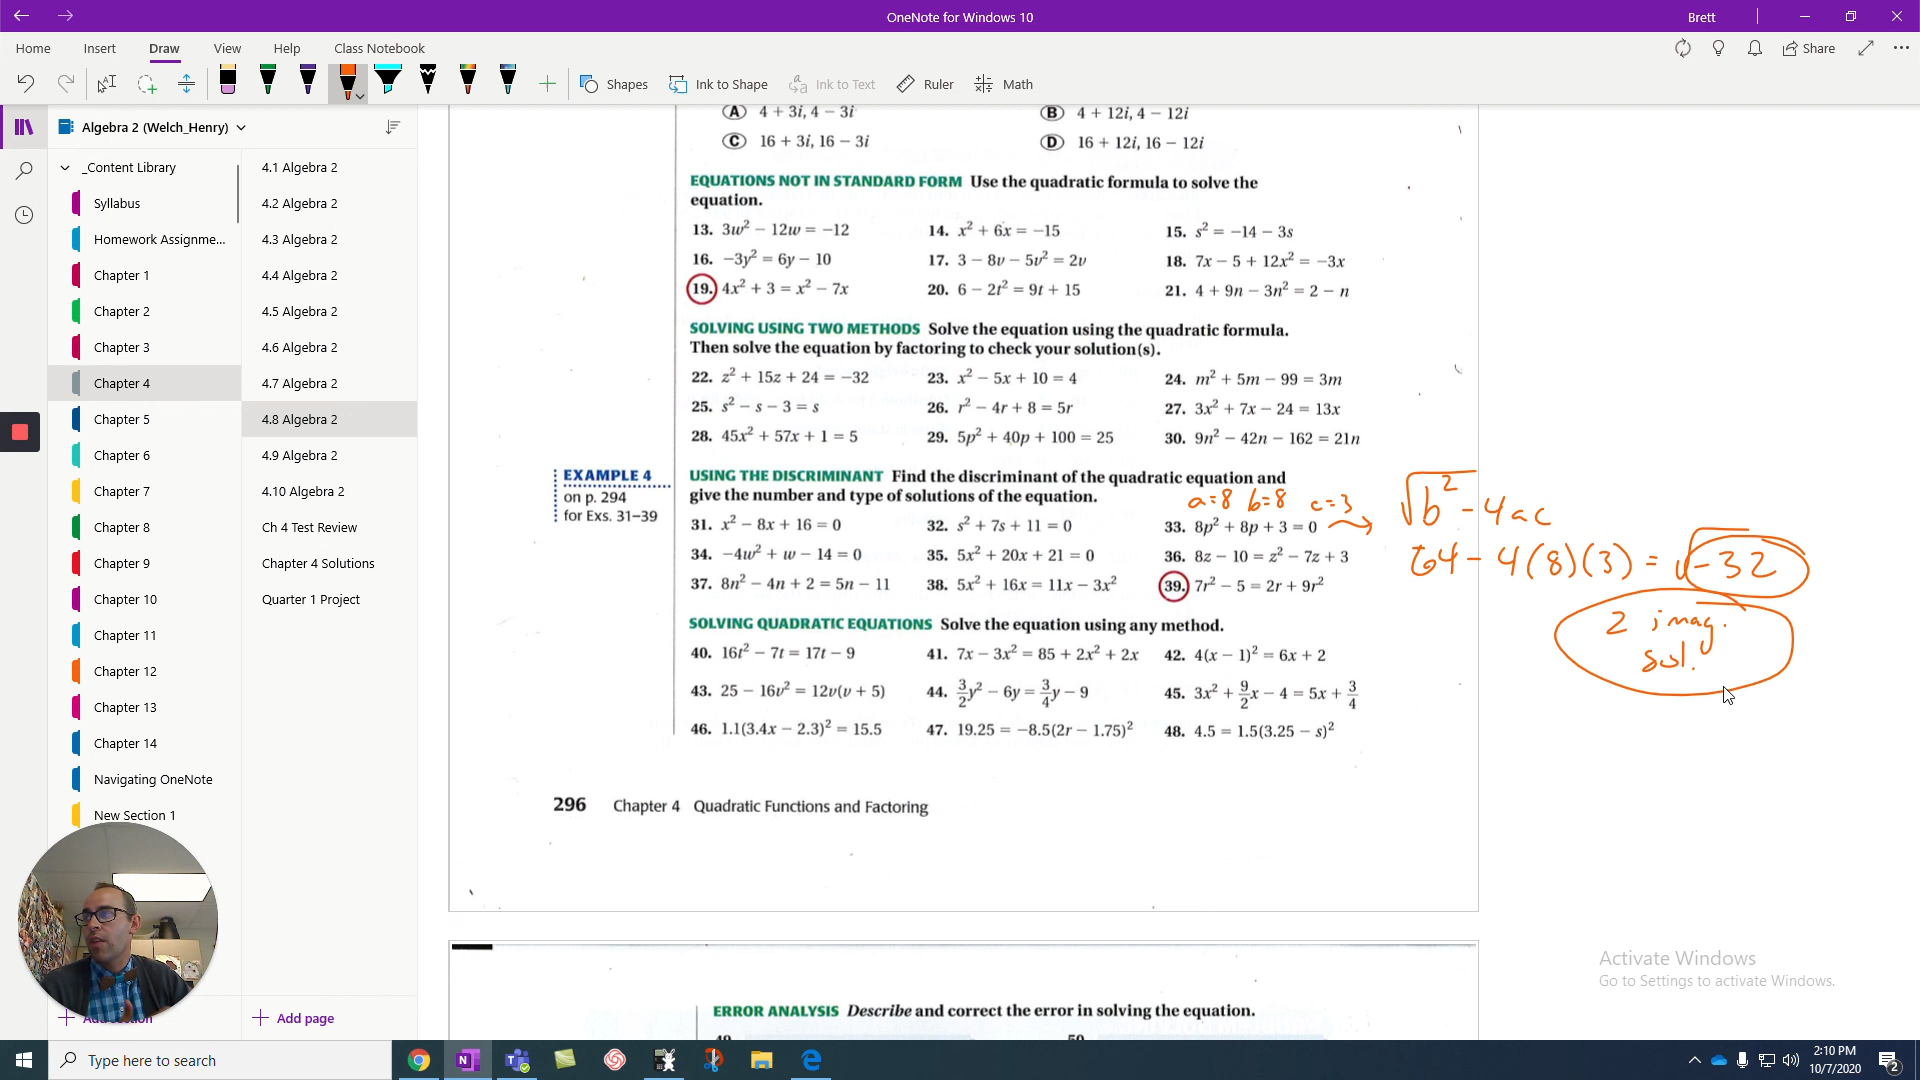 OneNote for Windows 10
Brett
Home Insert Draw View Help Class Notebook
Share
Shapes Ink to Shape Ink to Text Ruler Math
Algebra 2 (Welch_Henry)
_Content Library
Syllabus
Homework Assignme...
Chapter 1
Chapter 2
Chapter 3
Chapter 4
Chapter 5
Chapter 6
Chapter 7
Chapter 8
Chapter 9
Chapter 10
Chapter 11
Chapter 12
Chapter 13
Chapter 14
Navigating OneNote
New Section 1
4.1 Algebra 2
4.2 Algebra 2
4.3 Algebra 2
4.4 Algebra 2
4.5 Algebra 2
4.6 Algebra 2
4.7 Algebra 2
4.8 Algebra 2
4.9 Algebra 2
4.10 Algebra 2
Ch 4 Test Review
Chapter 4 Solutions
Quarter 1 Project
Add page
A 4 + 3i, 4 − 3i B 4 + 12i, 4 − 12i
C 16 + 3i, 16 − 3i D 16 + 12i, 16 − 12i
EQUATIONS NOT IN STANDARD FORM Use the quadratic formula to solve the
equation.
13. 3w² − 12w = −12 14. x² + 6x = −15 15. s² = −14 − 3s
16. −3y² = 6y − 10 17. 3 − 8v − 5v² = 2v 18. 7x − 5 + 12x² = −3x
19. 4x² + 3 = x² − 7x 20. 6 − 2t² = 9t + 15 21. 4 + 9n − 3n² = 2 − n
SOLVING USING TWO METHODS Solve the equation using the quadratic formula.
Then solve the equation by factoring to check your solution(s).
22. z² + 15z + 24 = −32 23. x² − 5x + 10 = 4 24. m² + 5m − 99 = 3m
25. s² − s − 3 = s 26. r² − 4r + 8 = 5r 27. 3x² + 7x − 24 = 13x
28. 45x² + 57x + 1 = 5 29. 5p² + 40p + 100 = 25 30. 9n² − 42n − 162 = 21n
EXAMPLE 4
on p. 294
for Exs. 31–39
USING THE DISCRIMINANT Find the discriminant of the quadratic equation and
give the number and type of solutions of the equation.
a=8 b=8 c=3
31. x² − 8x + 16 = 0 32. s² + 7s + 11 = 0 33. 8p² + 8p + 3 = 0
34. −4w² + w − 14 = 0 35. 5x² + 20x + 21 = 0 36. 8z − 10 = z² − 7z + 3
37. 8n² − 4n + 2 = 5n − 11 38. 5x² + 16x = 11x − 3x² 39. 7r² − 5 = 2r + 9r²
√b² − 4ac
64 − 4(8)(3) = √−32
2 imag.
sol.
SOLVING QUADRATIC EQUATIONS Solve the equation using any method.
40. 16t² − 7t = 17t − 9 41. 7x − 3x² = 85 + 2x² + 2x 42. 4(x − 1)² = 6x + 2
43. 25 − 16v² = 12v(v + 5) 44. 3/2y² − 6y = 3/4y − 9 45. 3x² + 9/2x − 4 = 5x + 3/4
46. 1.1(3.4x − 2.3)² = 15.5 47. 19.25 = −8.5(2r − 1.75)² 48. 4.5 = 1.5(3.25 − s)²
296 Chapter 4 Quadratic Functions and Factoring
ERROR ANALYSIS Describe and correct the error in solving the equation.
Activate Windows
Go to Settings to activate Windows.
Type here to search
2:10 PM
10/7/2020
2